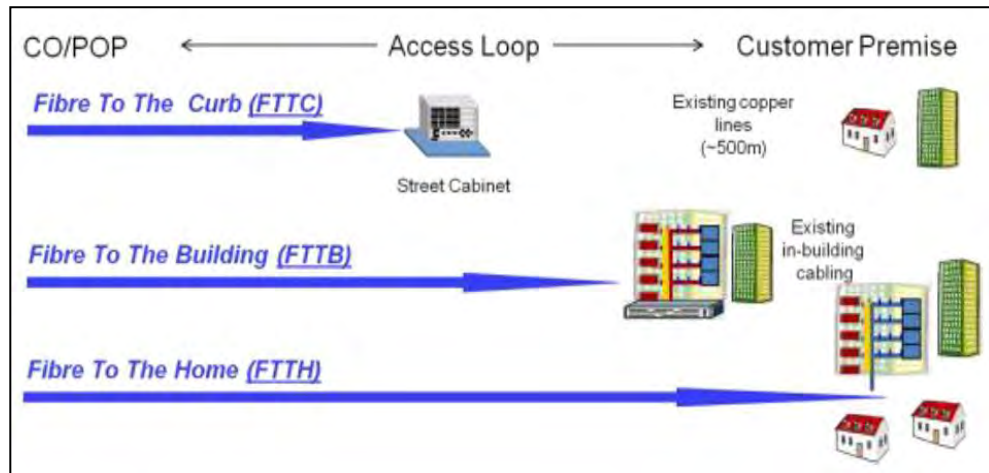 CO/POP Access Loop Customer Premise
Fibre To The Curb (FTTC)
Existing copper
lines
(~500m)
Street Cabinet
Fibre To The Building (FTTB)
Existing
in-building
cabling
Fibre To The Home (FTTH)